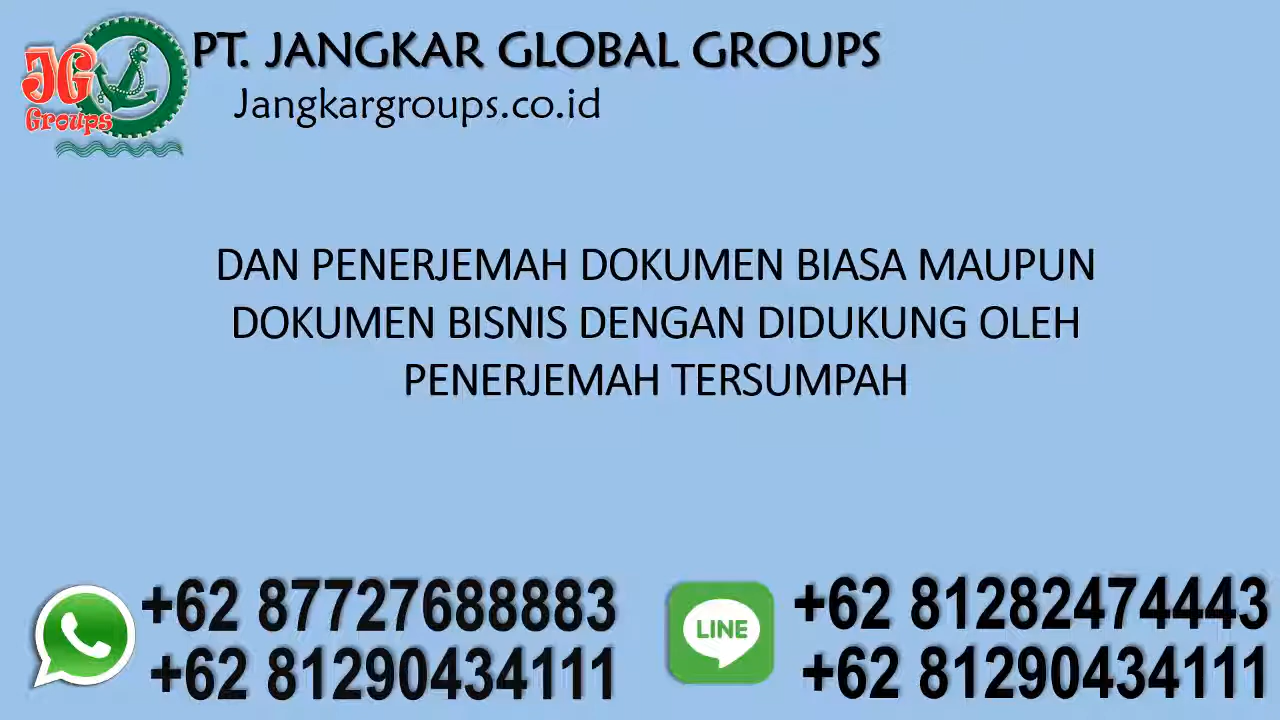 JG
Groups
PT. JANGKAR GLOBAL GROUPS
Jangkargroups.co.id
DAN PENERJEMAH DOKUMEN BIASA MAUPUN
DOKUMEN BISNIS DENGAN DIDUKUNG OLEH
PENERJEMAH TERSUMPAH
+62 87727688883
+62 81290434111
LINE
+62 81282474443
+62 81290434111